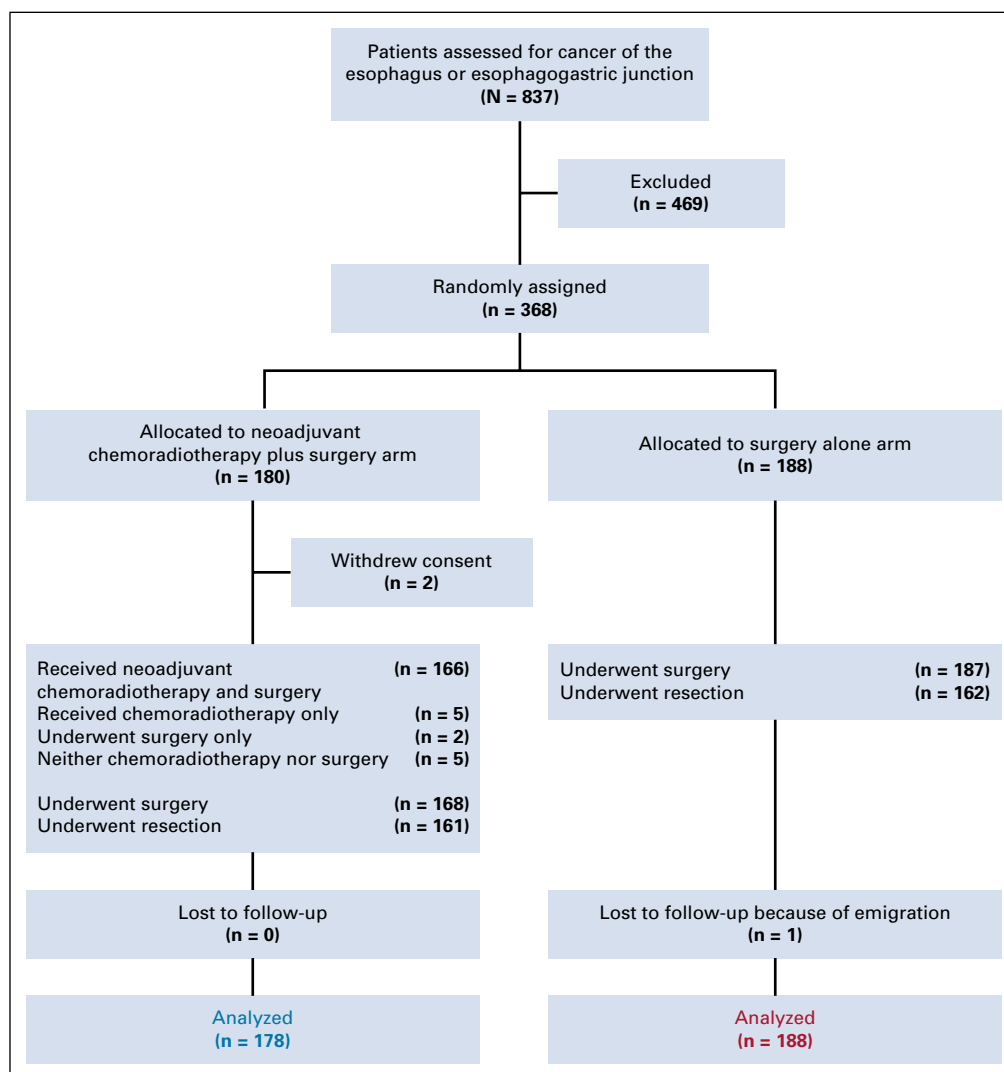 Patients assessed for cancer of the
esophagus or esophagogastric junction
(N = 837)
Excluded
(n = 469)
Randomly assigned
(n = 368)
Allocated to neoadjuvant
chemoradiotherapy plus surgery arm
(n = 180)
Allocated to surgery alone arm
(n = 188)
Withdrew consent
(n = 2)
Received neoadjuvant (n = 166)
chemoradiotherapy and surgery
Received chemoradiotherapy only (n = 5)
Underwent surgery only (n = 2)
Neither chemoradiotherapy nor surgery (n = 5)
Underwent surgery (n = 168)
Underwent resection (n = 161)
Underwent surgery (n = 187)
Underwent resection (n = 162)
Lost to follow-up
(n = 0)
Lost to follow-up because of emigration
(n = 1)
Analyzed
(n = 178)
Analyzed
(n = 188)